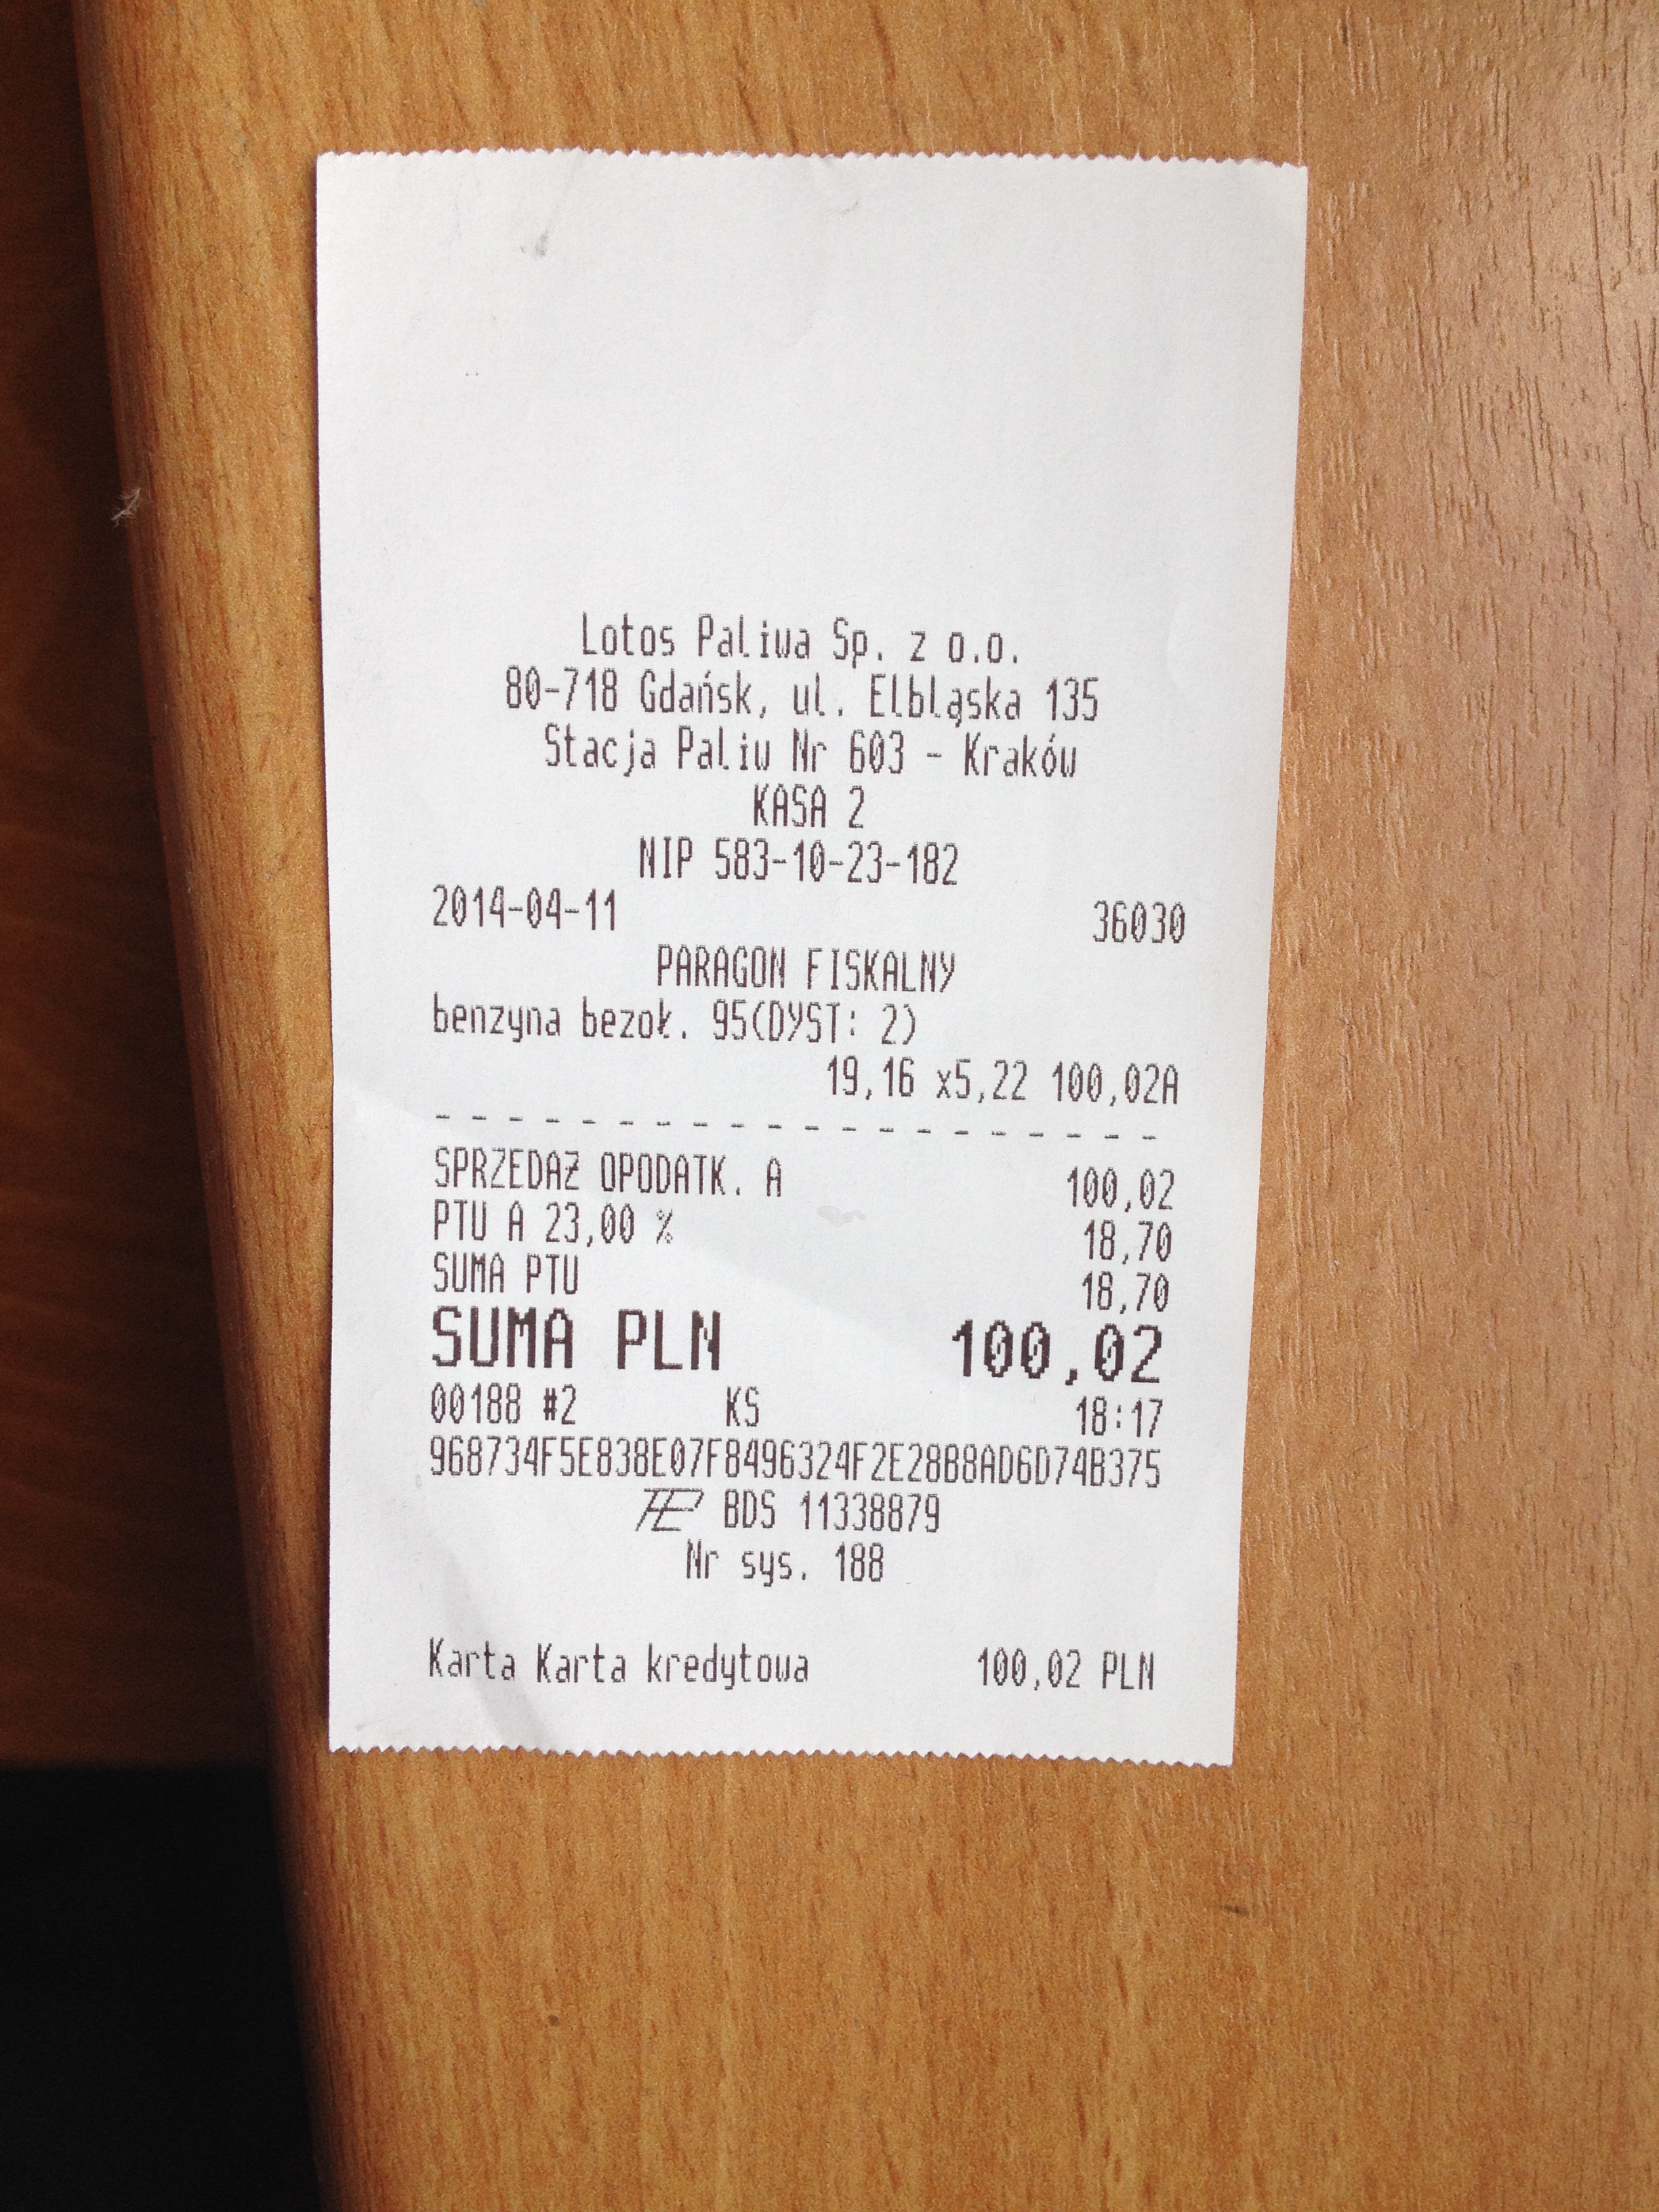 Lotos Paliwa Sp. z o.o.
80-718 Gdańsk, ul. Elbląska 135
Stacja Paliw Nr 603 - Kraków
KASA 2
NIP 583-10-23-182
2014-04-11 36030
PARAGON FISKALNY
benzyna bezoł. 95(DYST: 2)
19,16 x5,22 100,02A
- - - - - - - - - - - - - - - - - - - -
SPRZEDAŻ OPODATK. A 100,02
PTU A 23,00 % 18,70
SUMA PTU 18,70
SUMA PLN 100,02
00188 #2 KS 18:17
968734F5E838E07F8496324F2E28B8AD6D74B375
BDS 11338879
Nr sys. 188
Karta Karta kredytowa 100,02 PLN